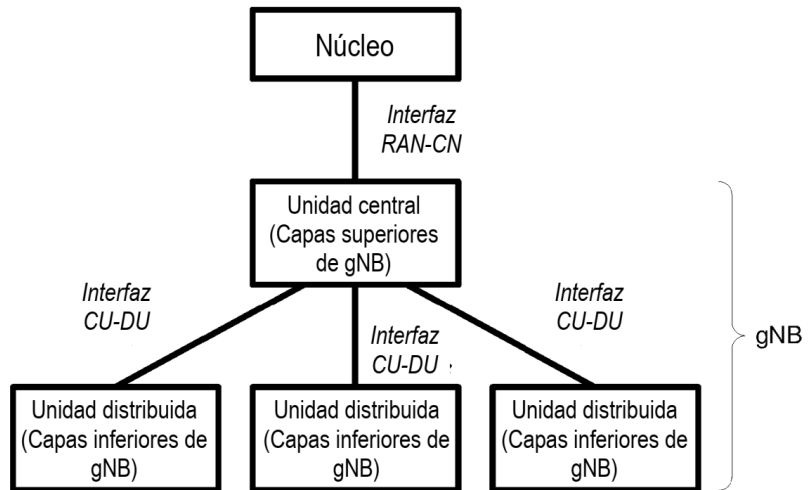 Núcleo
Interfaz
RAN-CN
Unidad central
(Capas superiores
de gNB)
Interfaz
CU-DU
Interfaz
CU-DU
Interfaz
CU-DU
gNB
Unidad distribuida
(Capas inferiores de
gNB)
Unidad distribuida
(Capas inferiores de
gNB)
Unidad distribuida
(Capas inferiores de
gNB)